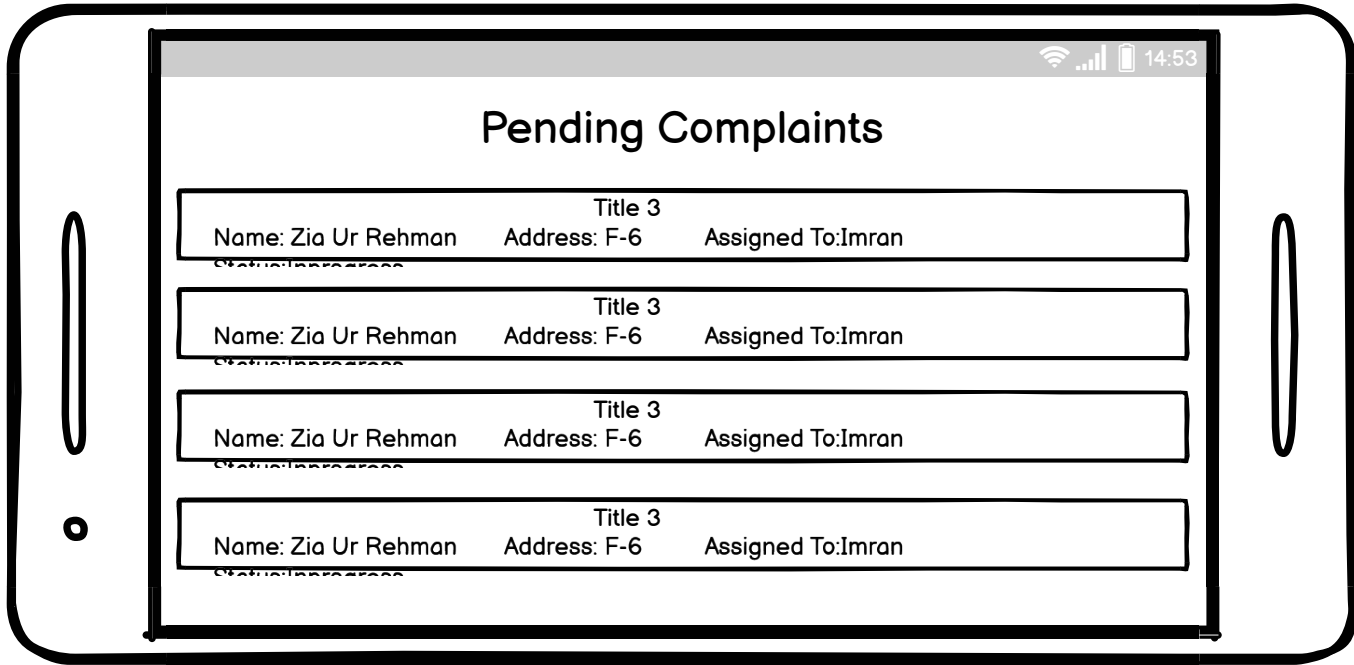 14:53
Pending Complaints
Title 3
Name: Zia Ur Rehman Address: F-6 Assigned To:Imran
Title 3
Name: Zia Ur Rehman Address: F-6 Assigned To:Imran
Title 3
Name: Zia Ur Rehman Address: F-6 Assigned To:Imran
Title 3
Name: Zia Ur Rehman Address: F-6 Assigned To:Imran